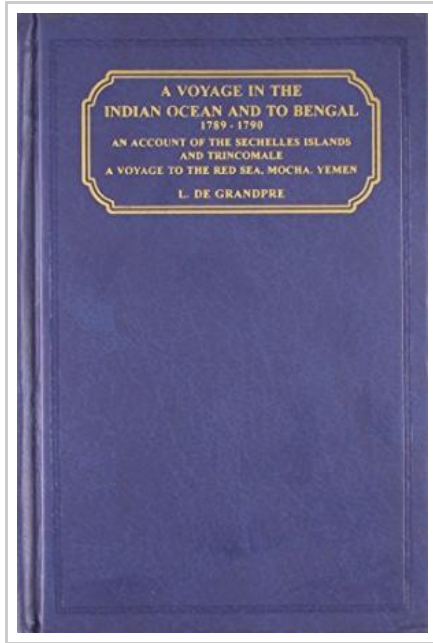 A VOYAGE IN THE
INDIAN OCEAN AND TO BENGAL
1789 - 1790
AN ACCOUNT OF THE SECHELLES ISLANDS
AND TRINCOMALE
A VOYAGE TO THE RED SEA, MOCHA, YEMEN
L. DE GRANDPRE